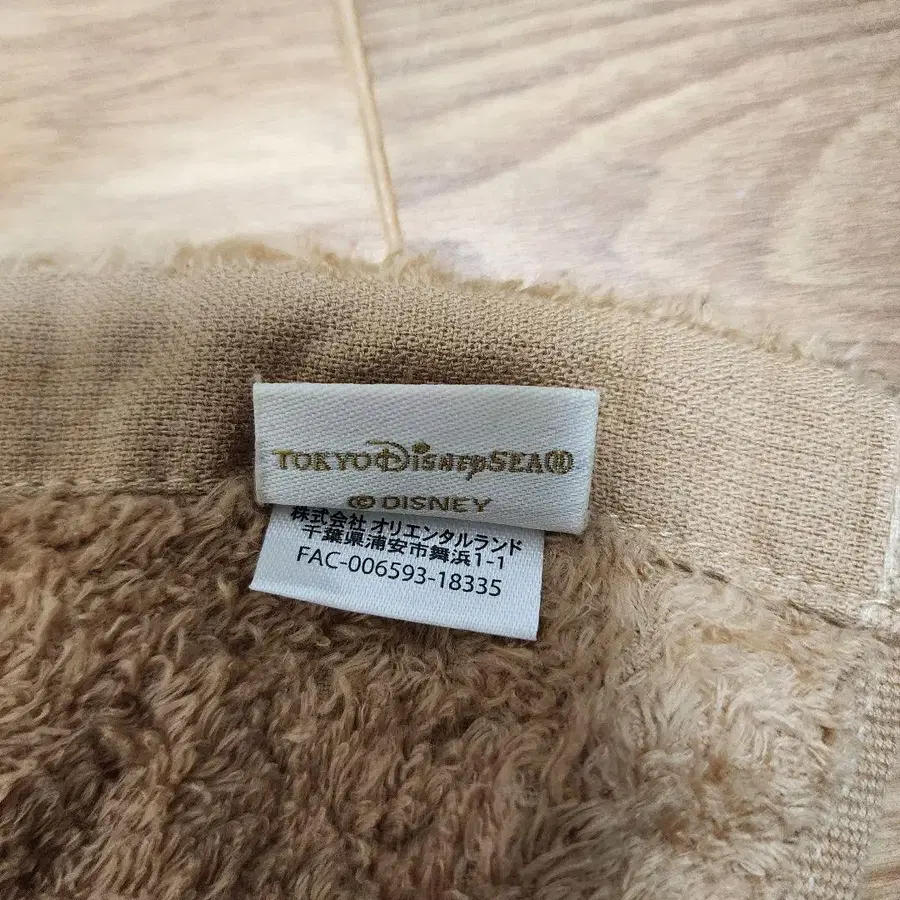 TOKYO DISNEYSEA®
© DISNEY
株式会社 オリエンタルランド
千葉県浦安市舞浜1-1
FAC-006593-18335